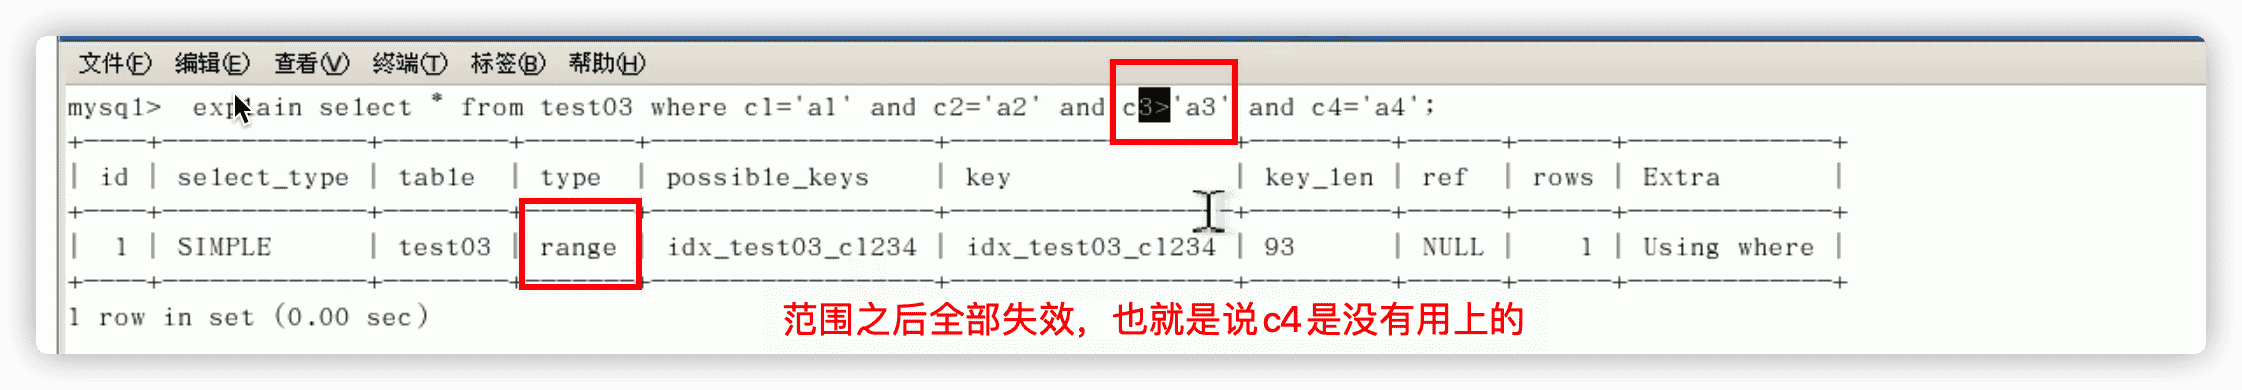 文件(F) 编辑(E) 查看(V) 终端(T) 标签(B) 帮助(H)
mysql> explain select * from test03 where c1='a1' and c2='a2' and c3>'a3' and c4='a4';
+----+-------------+--------+-------+-----------------+-----------------+---------+------+------+-------------+
| id | select_type | table | type | possible_keys | key | key_len | ref | rows | Extra |
+----+-------------+--------+-------+-----------------+-----------------+---------+------+------+-------------+
| 1 | SIMPLE | test03 | range | idx_test03_c1234 | idx_test03_c1234 | 93 | NULL | 1 | Using where |
+----+-------------+--------+-------+-----------------+-----------------+---------+------+------+-------------+
1 row in set (0.00 sec)
范围之后全部失效，也就是说c4是没有用上的